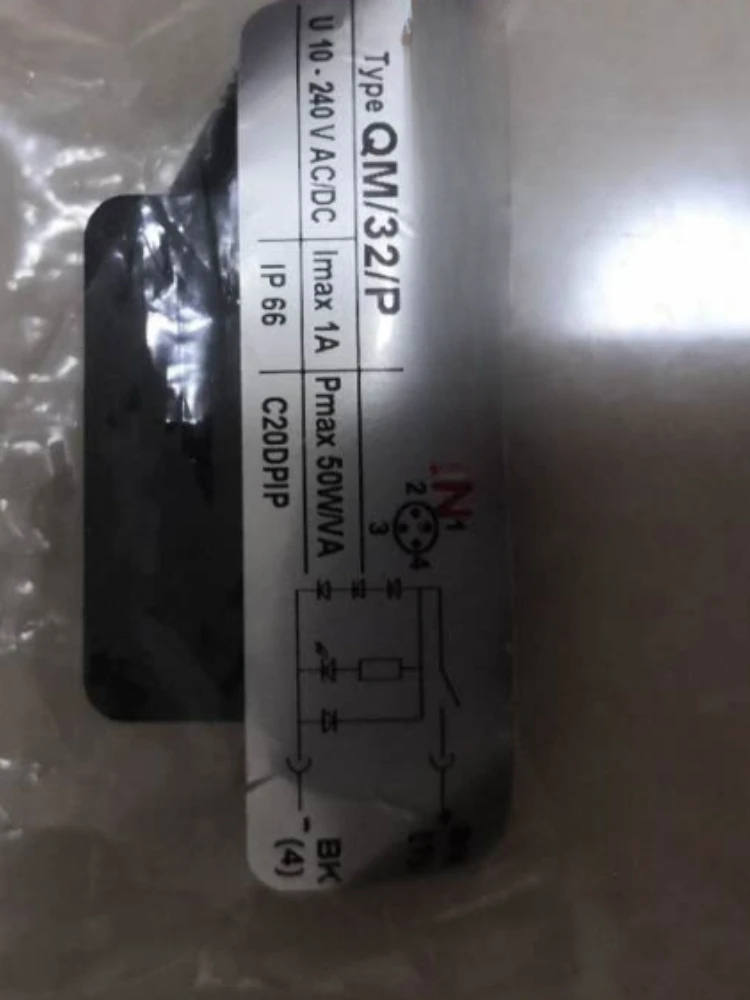 Type QM/32/P
U 10 - 240 V AC/DC Imax 1A Pmax 50W/VA
IP 66 C20DPIP
1
2
3
4
-
BK
(4)